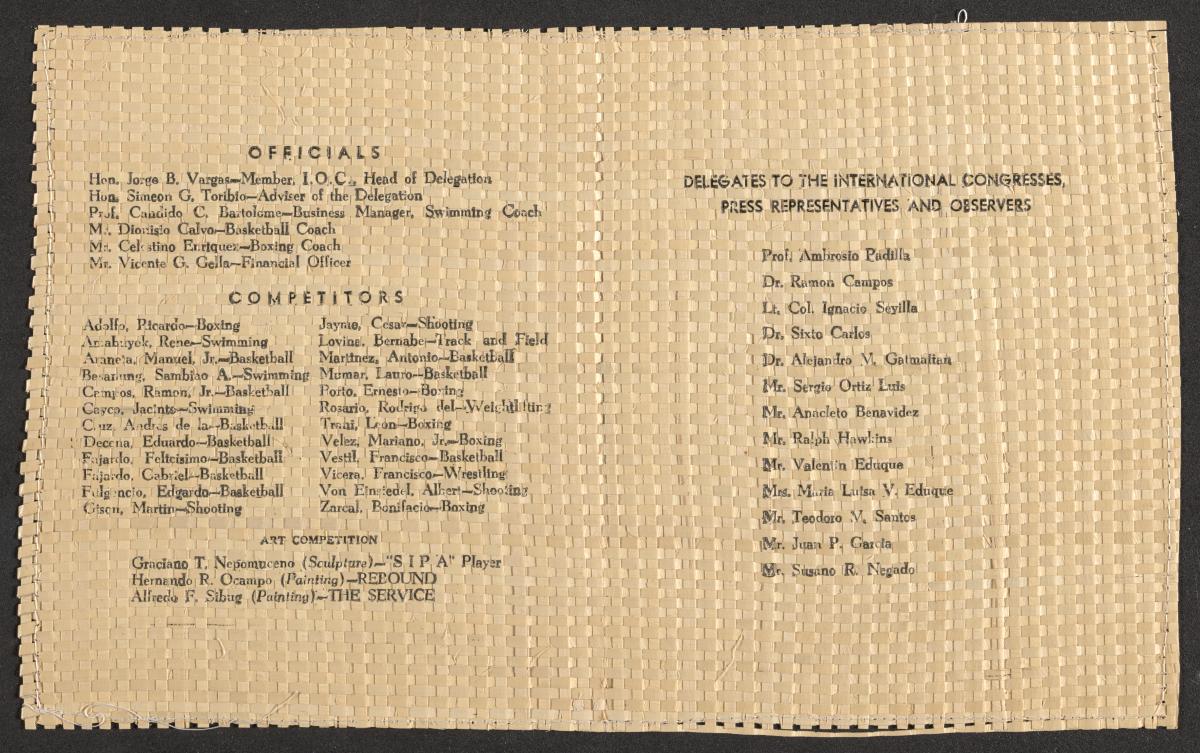 OFFICIALS
Hon. Jorge B. Vargas—Member, I.O.C., Head of Delegation
Hon. Simeon G. Toribio—Adviser of the Delegation
Prof. Candido C. Bartolome—Business Manager, Swimming Coach
Mr. Dionisio Calvo—Basketball Coach
Mr. Celestino Enriquez—Boxing Coach
Mr. Vicente G. Gella—Financial Officer
COMPETITORS
Adolfo, Ricardo—Boxing
Amabuyok, Rene—Swimming
Araneta, Manuel, Jr.—Basketball
Basanung, Sambiao A.—Swimming
Campos, Ramon, Jr.—Basketball
Cayco, Jacinto—Swimming
Cruz, Andres de la—Basketball
Decena, Eduardo—Basketball
Fajardo, Felicisimo—Basketball
Fajardo, Gabriel—Basketball
Fulgencio, Edgardo—Basketball
Gison, Martin—Shooting
Jayme, Cesar—Shooting
Lovina, Bernabe—Track and Field
Martinez, Antonio—Basketball
Mumar, Lauro—Basketball
Porto, Ernesto—Boxing
Rosario, Rodrigo del—Weightlifting
Trani, Leon—Boxing
Velez, Mariano, Jr.—Boxing
Vestil, Francisco—Basketball
Vicera, Francisco—Wrestling
Von Einsiedel, Albert—Shooting
Zarcal, Bonifacio—Boxing
ART COMPETITION
Graciano T. Nepomuceno (Sculpture)—"S I P A" Player
Hernando R. Ocampo (Painting)—REBOUND
Alfredo F. Sibug (Painting)—THE SERVICE
DELEGATES TO THE INTERNATIONAL CONGRESSES,
PRESS REPRESENTATIVES AND OBSERVERS
Prof. Ambrosio Padilla
Dr. Ramon Campos
Lt. Col. Ignacio Sevilla
Dr. Sixto Carlos
Dr. Alejandro M. Gatmaitan
Mr. Sergio Ortiz Luis
Mr. Anacleto Benavidez
Mr. Ralph Hawkins
Mr. Valentin Eduque
Mrs. Maria Luisa V. Eduque
Mr. Teodoro M. Santos
Mr. Juan P. Garcia
Mr. Susano R. Negado